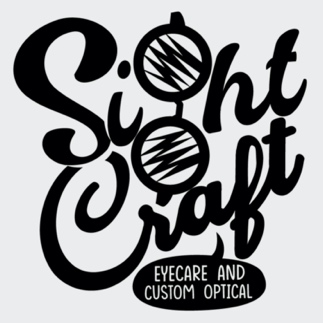 Sight
Craft
EYECARE AND
CUSTOM OPTICAL